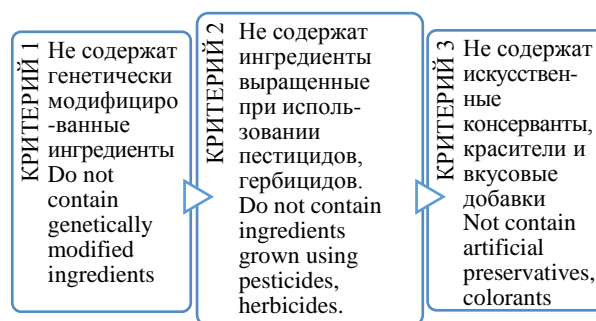 КРИТЕРИЙ 1
Не содержат
генетически
модифициро
-ванные
ингредиенты
Do not
contain
genetically
modified
ingredients
КРИТЕРИЙ 2
Не содержат
ингредиенты
выращенные
при исполь-
зовании
пестицидов,
гербицидов.
Do not contain
ingredients
grown using
pesticides,
herbicides.
КРИТЕРИЙ 3
Не содержат
искусствен-
ные
консерванты,
красители и
вкусовые
добавки
Not contain
artificial
preservatives,
colorants